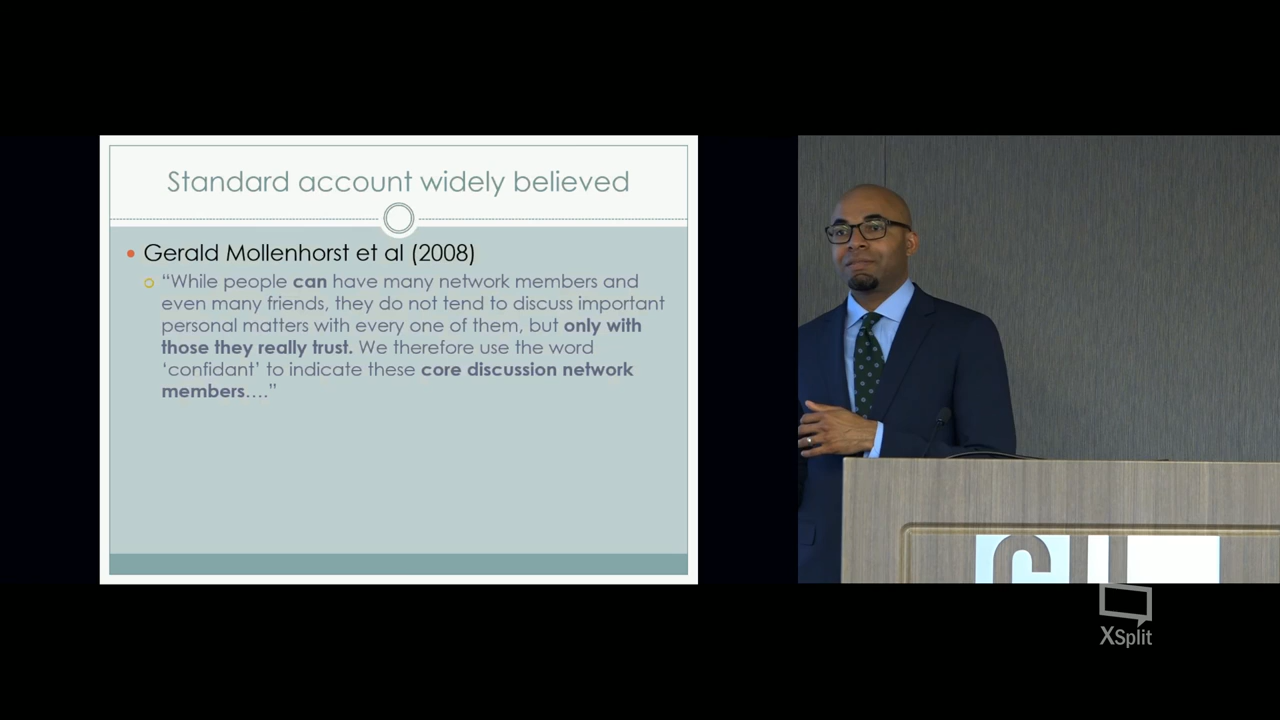 Standard account widely believed
Gerald Mollenhorst et al (2008)
“While people can have many network members and
even many friends, they do not tend to discuss important
personal matters with every one of them, but only with
those they really trust. We therefore use the word
‘confidant’ to indicate these core discussion network
members….”
XSplit